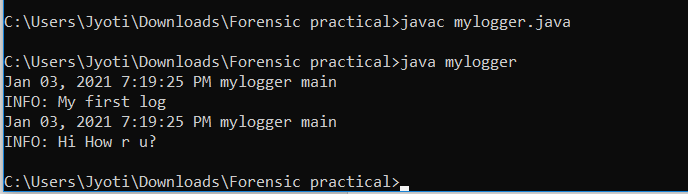 C:\Users\Jyoti\Downloads\Forensic practical>javac mylogger.java
C:\Users\Jyoti\Downloads\Forensic practical>java mylogger
Jan 03, 2021 7:19:25 PM mylogger main
INFO: My first log
Jan 03, 2021 7:19:25 PM mylogger main
INFO: Hi How r u?
C:\Users\Jyoti\Downloads\Forensic practical>